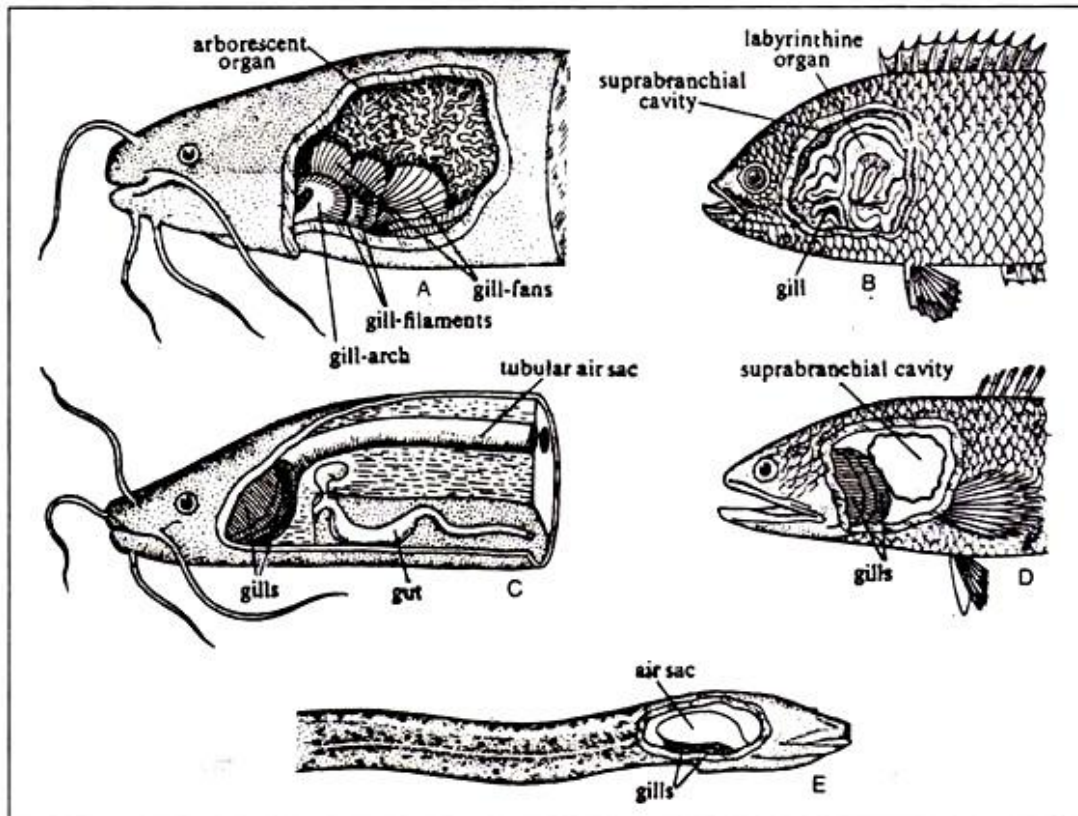 arborescent
organ
A
gill-fans
gill-filaments
gill-arch
labyrinthine
organ
suprabranchial
cavity
gill
B
tubular air sac
gills
gut
C
suprabranchial cavity
gills
D
air sac
gills
E